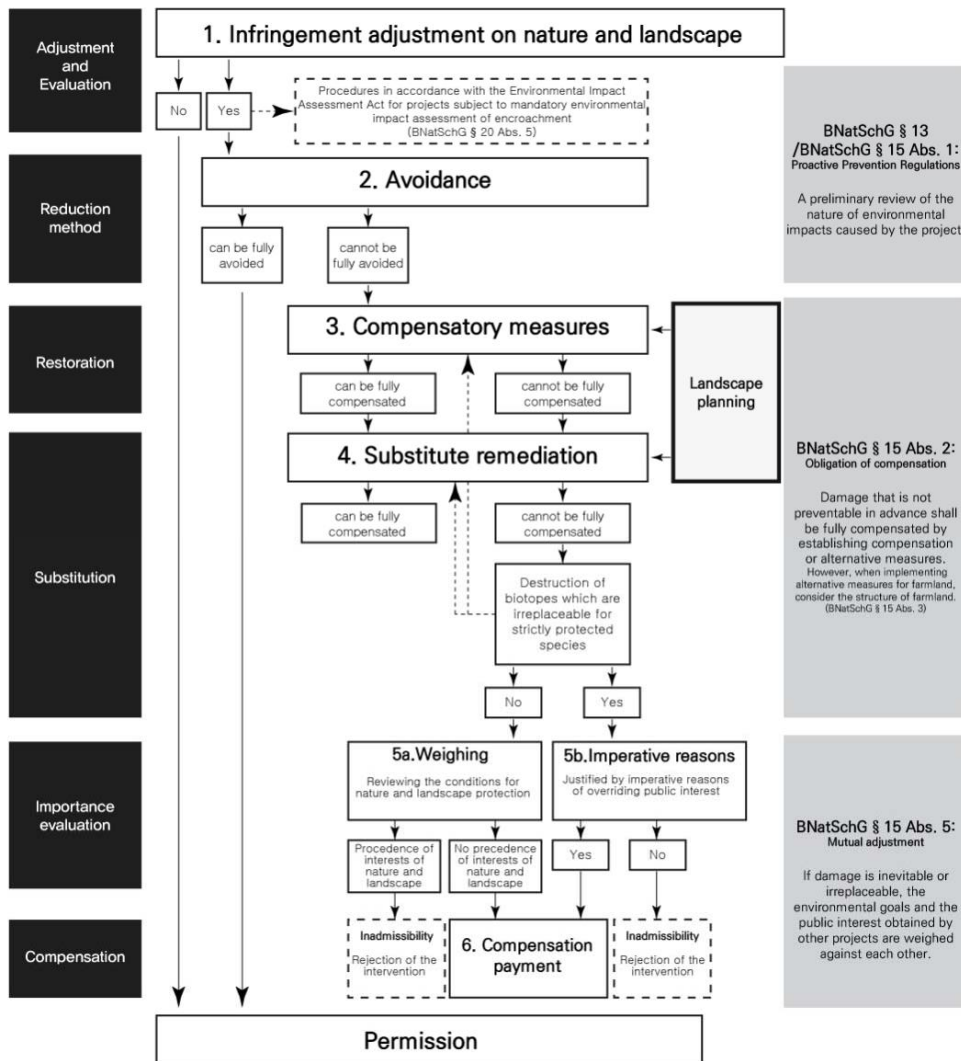 Adjustment
and
Evaluation
1. Infringement adjustment on nature and landscape
No
Yes
Procedures in accordance with the Environmental Impact
Assessment Act for projects subject to mandatory environmental
impact assessment of encroachment
(BNatSchG § 20 Abs. 5)
BNatSchG § 13
/BNatSchG § 15 Abs. 1:
Proactive Prevention Regulations
A preliminary review of the
nature of environmental
impacts caused by the project
Reduction
method
2. Avoidance
can be fully
avoided
cannot be
fully avoided
Restoration
3. Compensatory measures
can be fully
compensated
cannot be fully
compensated
Landscape
planning
Substitution
4. Substitute remediation
can be fully
compensated
cannot be fully
compensated
Destruction of
biotopes which are
irreplaceable for
strictly protected
species
No
Yes
BNatSchG § 15 Abs. 2:
Obligation of compensation
Damage that is not
preventable in advance shall
be fully compensated by
establishing compensation
or alternative measures.
However, when implementing
alternative measures for farmland,
consider the structure of farmland.
(BNatSchG § 15 Abs. 3)
Importance
evaluation
5a.Weighing
Reviewing the conditions for
nature and landscape protection
5b.Imperative reasons
Justified by imperative reasons
of overriding public interest
Procedence of
interests of
nature and
landscape
No precedence
of interests of
nature and
landscape
Yes
No
BNatSchG § 15 Abs. 5:
Mutual adjustment
If damage is inevitable or
irreplaceable, the
environmental goals and the
public interest obtained by
other projects are weighed
against each other.
Compensation
Inadmissibility
Rejection of the
intervention
6. Compensation
payment
Inadmissibility
Rejection of the
intervention
Permission